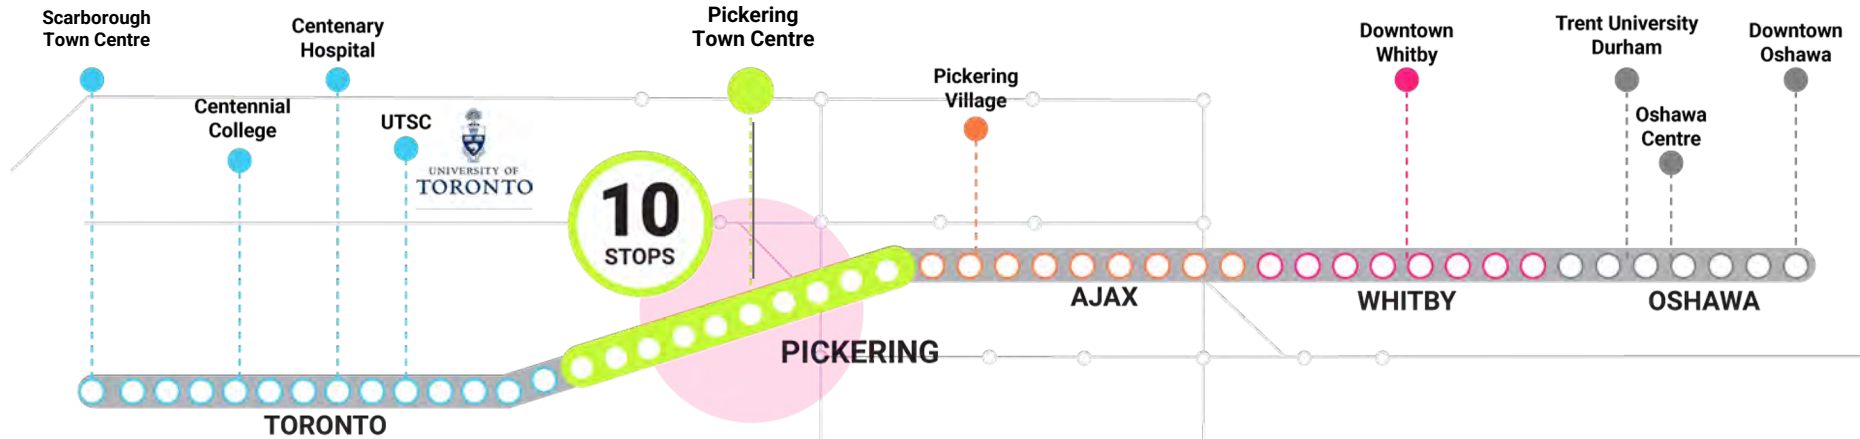 Scarborough
Town Centre
Centennial
College
Centenary
Hospital
UTSC
UNIVERSITY OF
TORONTO
10
STOPS
Pickering
Town Centre
Pickering
Village
Downtown
Whitby
Trent University
Durham
Oshawa
Centre
Downtown
Oshawa
TORONTO
PICKERING
AJAX
WHITBY
OSHAWA